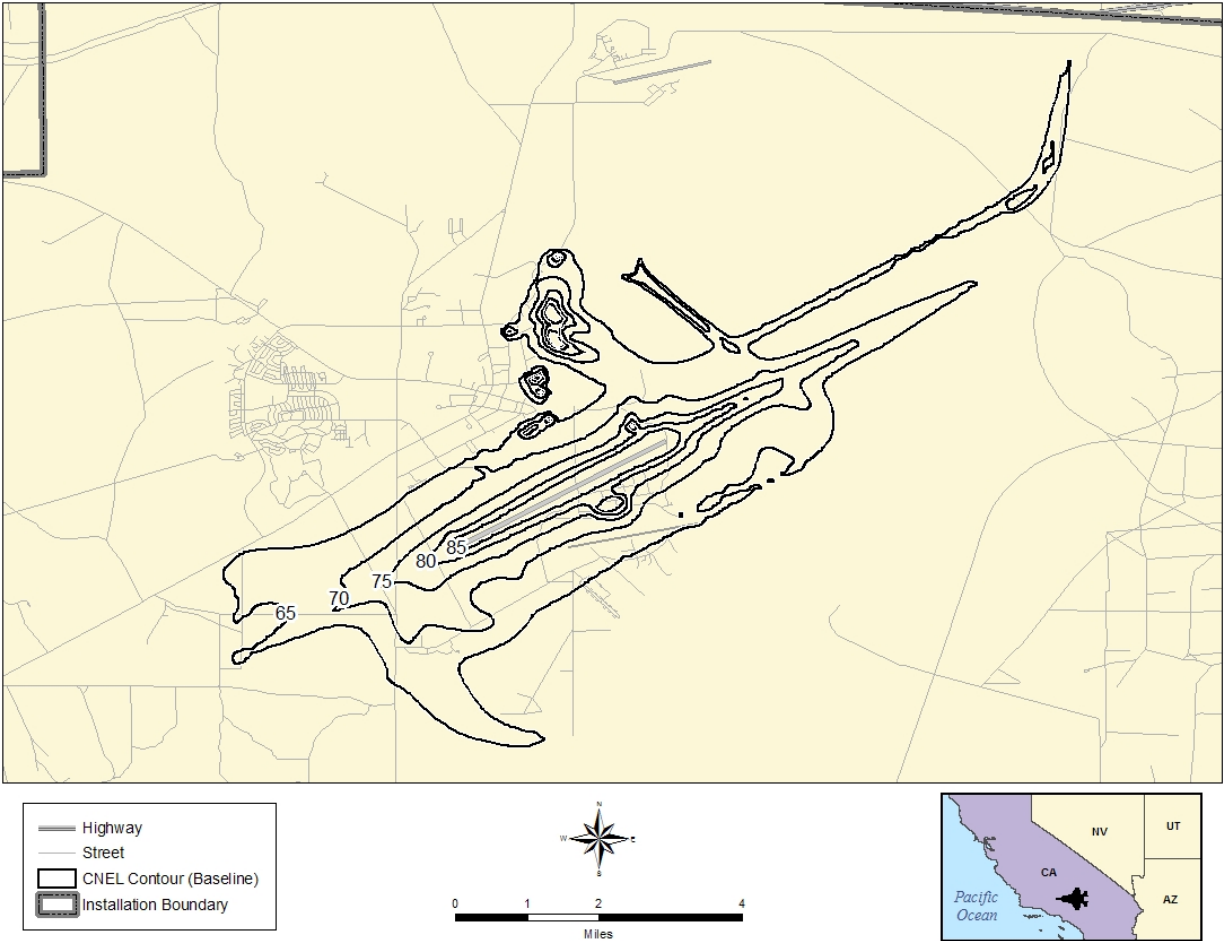 85
80
75
70
65
Highway
Street
CNEL Contour (Baseline)
Installation Boundary
N
W E
S
0 1 2 4
Miles
NV
UT
CA
AZ
Pacific
Ocean